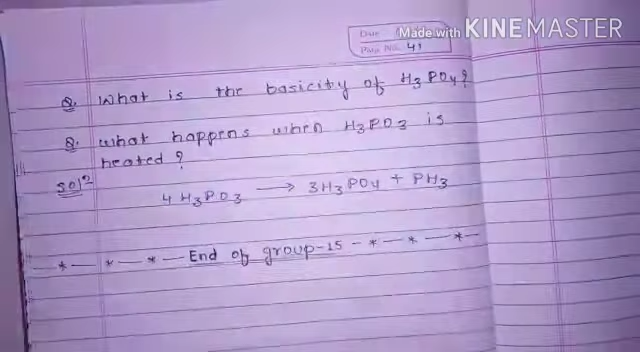 Date
Made with KINEMASTER
Page No. 41
Q. What is the basicity of H3PO4?
Q. what happens when H3PO3 is
heated?
Solⁿ
4 H3PO3 → 3H3PO4 + PH3
—*— *— *— End of group-15 -*—*—*—